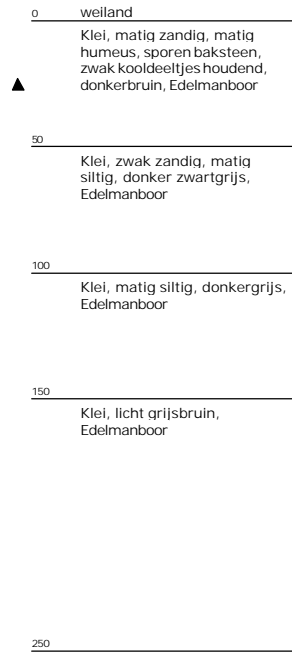 0 weiland
Klei, matig zandig, matig
humeus, sporen baksteen,
zwak kooldeeltjes houdend,
donkerbruin, Edelmanboor
50
Klei, zwak zandig, matig
siltig, donker zwartgrijs,
Edelmanboor
100
Klei, matig siltig, donkergrijs,
Edelmanboor
150
Klei, licht grijsbruin,
Edelmanboor
250